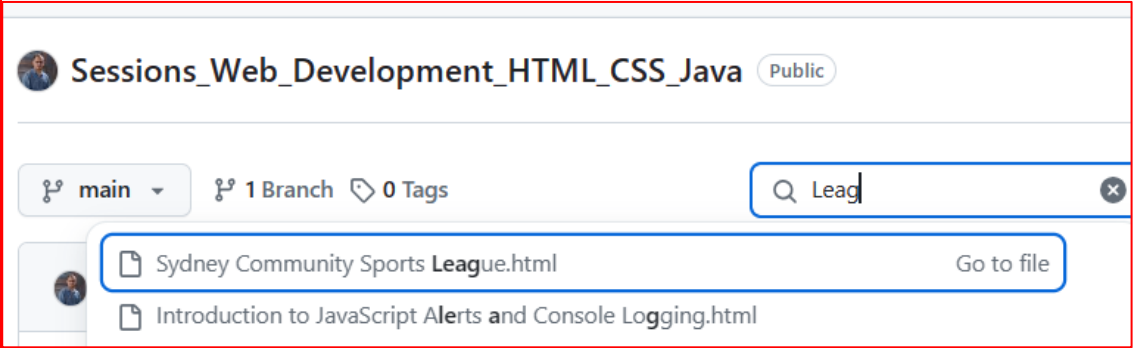 Sessions_Web_Development_HTML_CSS_Java Public
main 1 Branch 0 Tags Leag
Sydney Community Sports League.html Go to file
Introduction to JavaScript Alerts and Console Logging.html